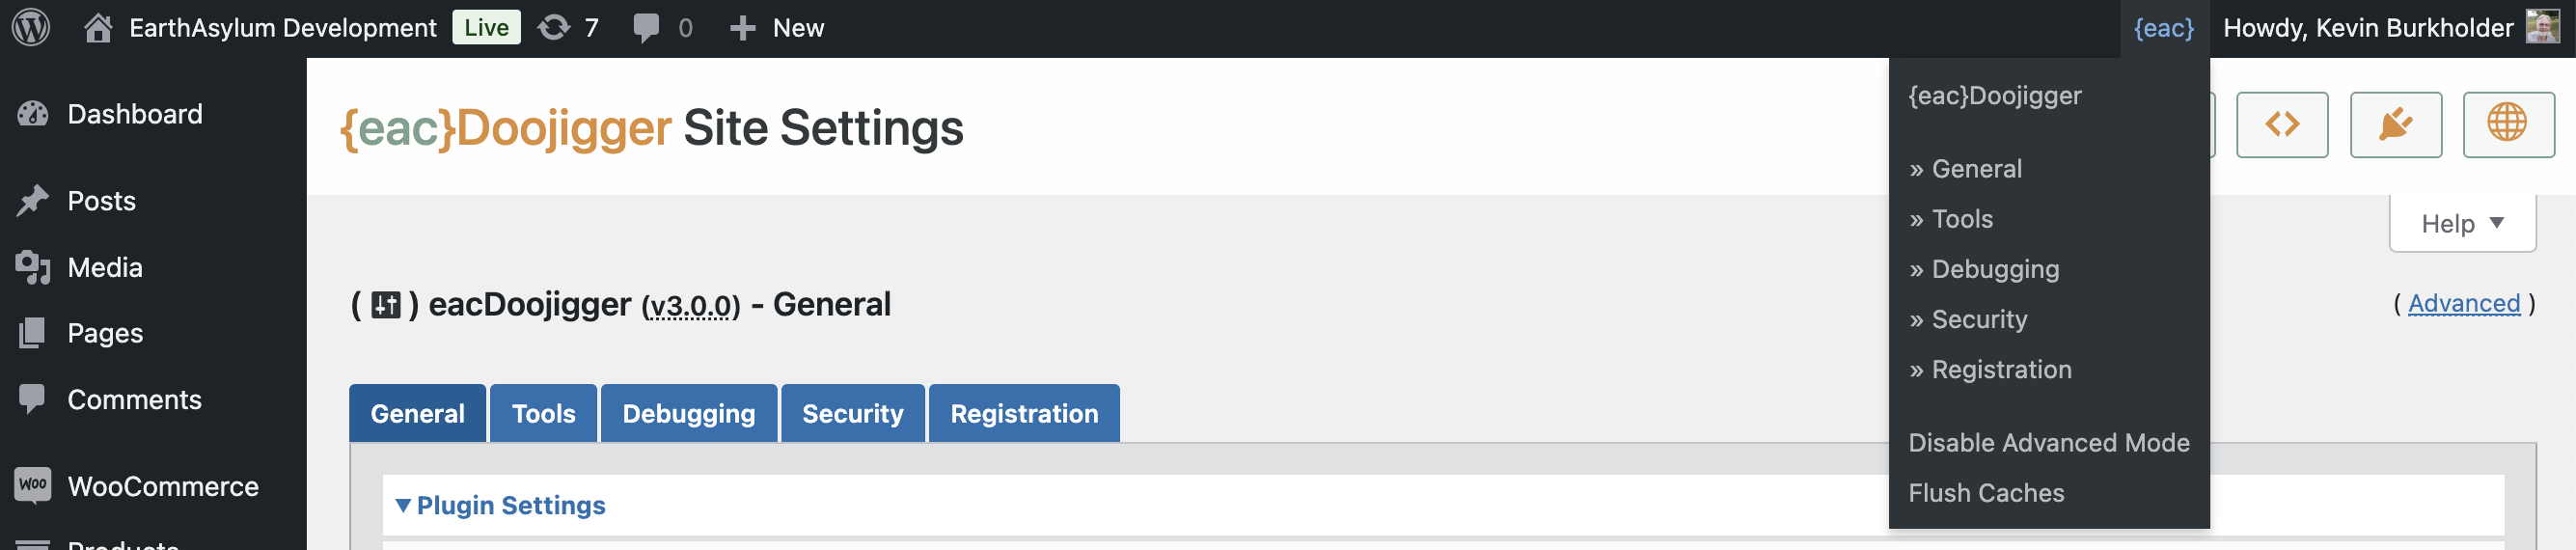 EarthAsylum Development Live 7 0 New {eac} Howdy, Kevin Burkholder
Dashboard
Posts
Media
Pages
Comments
Woo WooCommerce
Products
{eac}Doojigger Site Settings
Help ▼
( ) eacDoojigger (v3.0.0) - General
( Advanced )
General Tools Debugging Security Registration
▼ Plugin Settings
{eac}Doojigger
» General
» Tools
» Debugging
» Security
» Registration
Disable Advanced Mode
Flush Caches